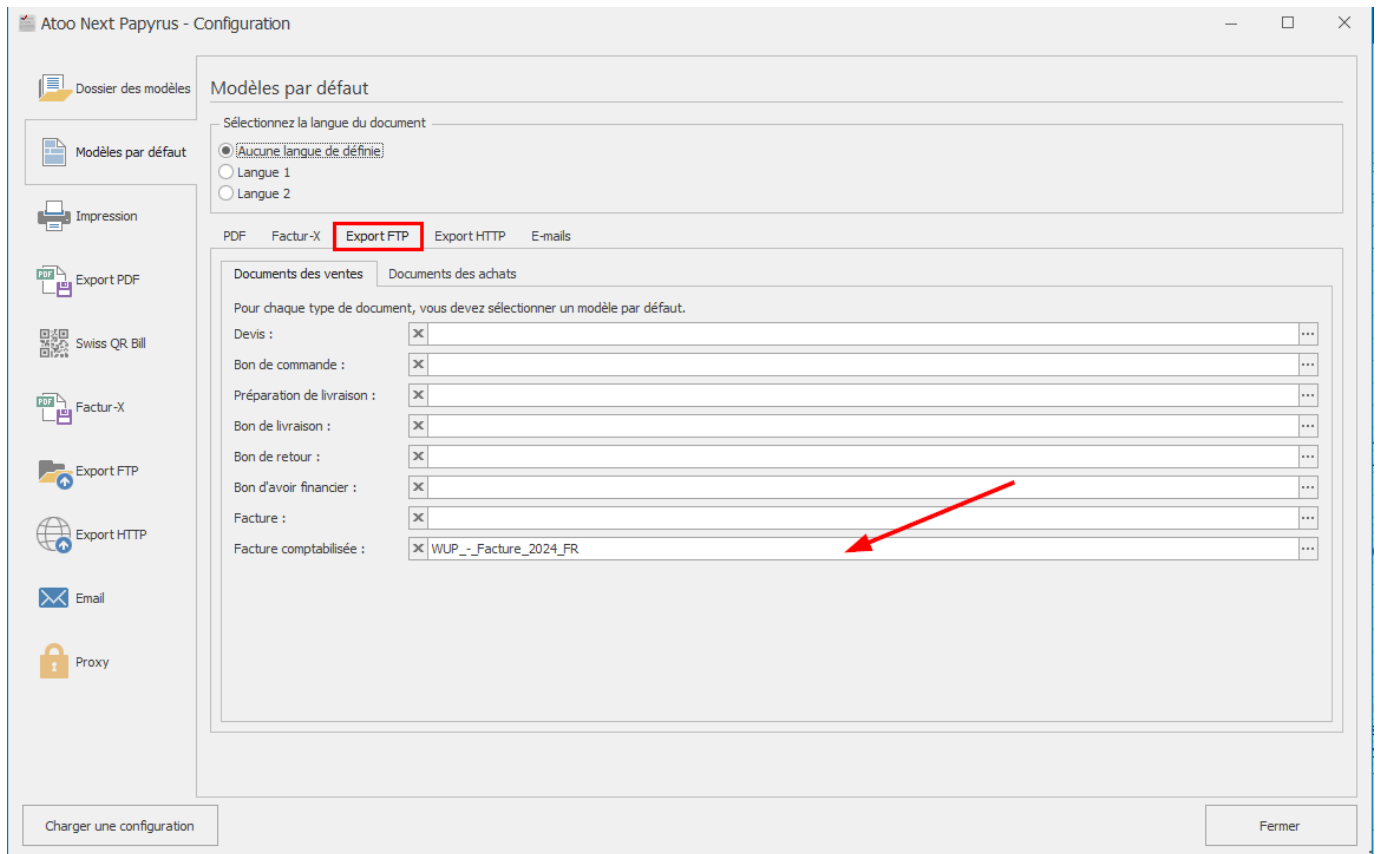 Atoo Next Papyrus - Configuration
Dossier des modèles
Modèles par défaut
Impression
PDF
Export PDF
Swiss QR Bill
PDF
Factur-X
Export FTP
Export HTTP
Email
Proxy
Modèles par défaut
Sélectionnez la langue du document
Aucune langue de définie
Langue 1
Langue 2
PDF Factur-X Export FTP Export HTTP E-mails
Documents des ventes Documents des achats
Pour chaque type de document, vous devez sélectionner un modèle par défaut.
Devis :
Bon de commande :
Préparation de livraison :
Bon de livraison :
Bon de retour :
Bon d'avoir financier :
Facture :
Facture comptabilisée : WUP_-_Facture_2024_FR
Charger une configuration
Fermer